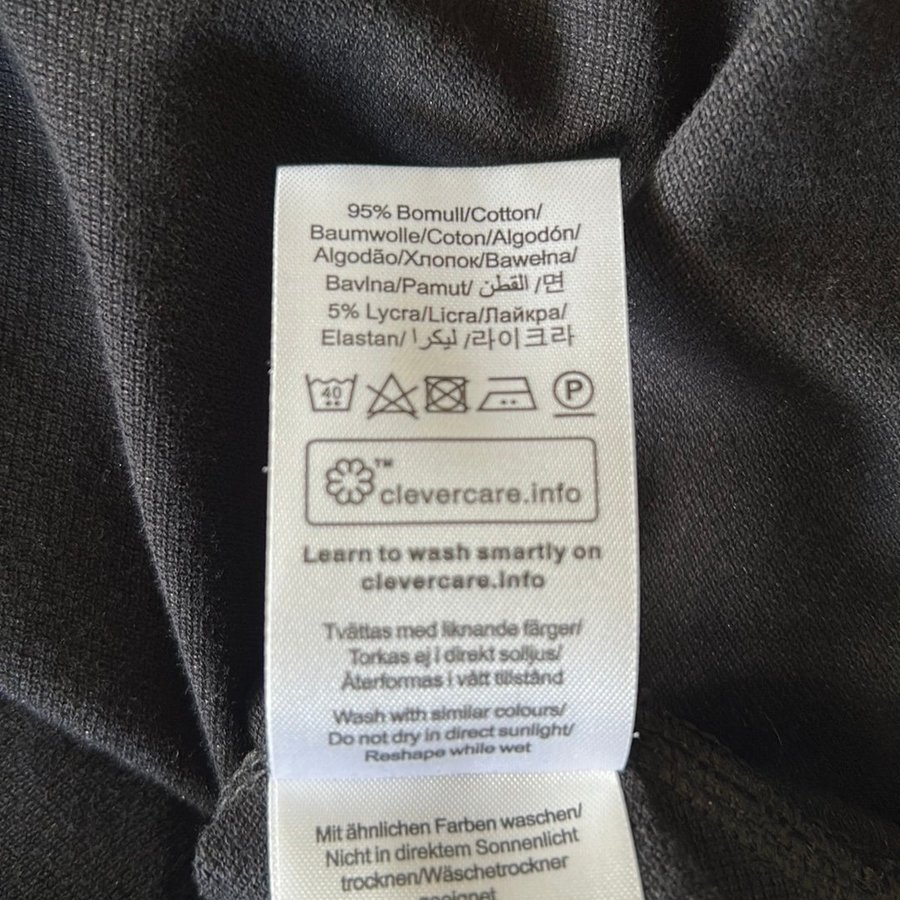 95% Bomull/Cotton/
Baumwolle/Coton/Algodón/
Algodão/Хлопок/Bawełna/
Bavlna/Pamut/ القطن /면
5% Lycra/Licra/Лайкра/
Elastan/ ليكرا /라이크라
40
P
™
clevercare.info
Learn to wash smartly on
clevercare.info
Tvättas med liknande färger/
Torkas ej i direkt solljus/
Återformas i vått tillstånd
Wash with similar colours/
Do not dry in direct sunlight/
Reshape while wet
Mit ähnlichen Farben waschen/
Nicht in direktem Sonnenlicht
trocknen/Wäschetrockner